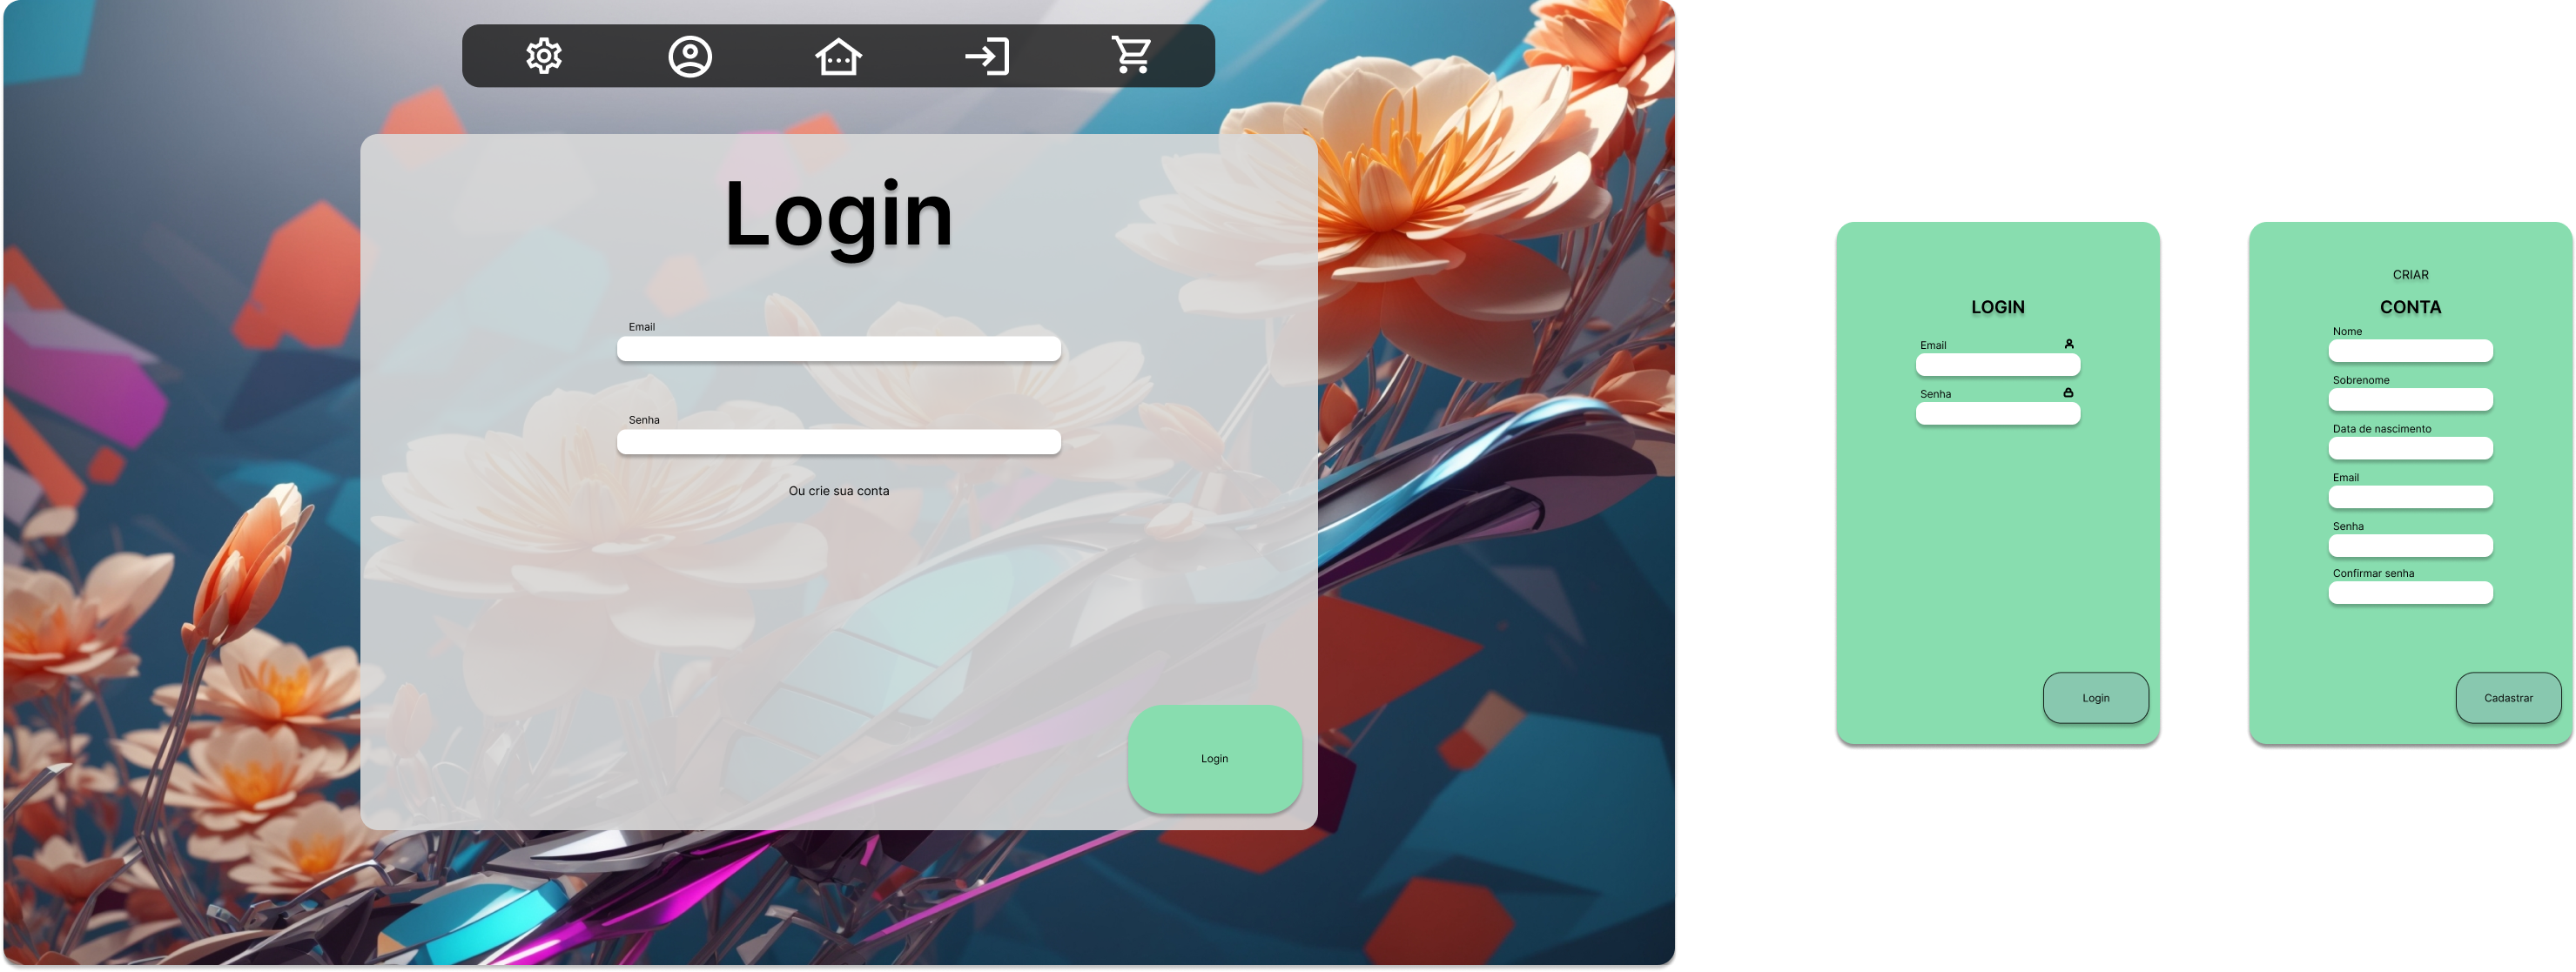 Login
Email
Senha
Ou crie sua conta
Login
LOGIN
Email
Senha
Login
CRIAR
CONTA
Nome
Sobrenome
Data de nascimento
Email
Senha
Confirmar senha
Cadastrar